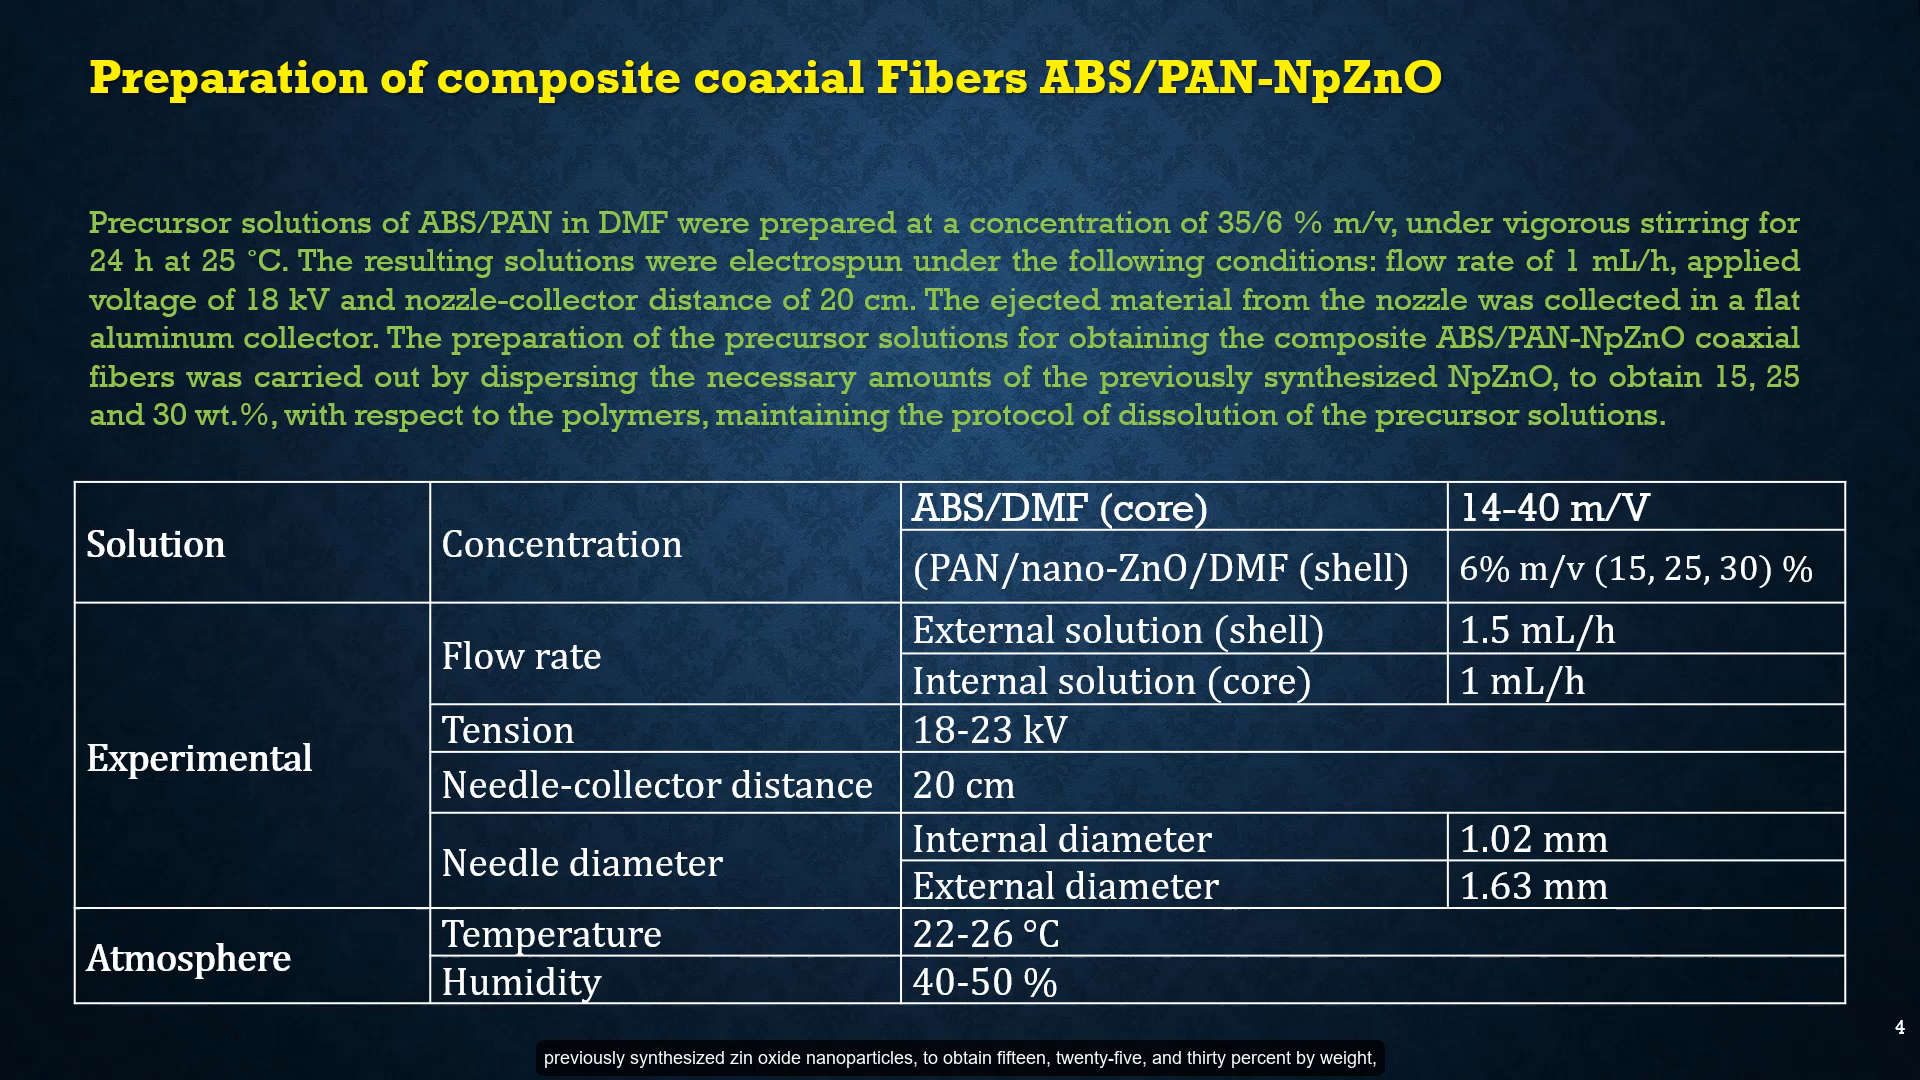 Preparation of composite coaxial Fibers ABS/PAN-NpZnO
Precursor solutions of ABS/PAN in DMF were prepared at a concentration of 35/6 % m/v, under vigorous stirring for
24 h at 25 °C. The resulting solutions were electrospun under the following conditions: flow rate of 1 mL/h, applied
voltage of 18 kV and nozzle-collector distance of 20 cm. The ejected material from the nozzle was collected in a flat
aluminum collector. The preparation of the precursor solutions for obtaining the composite ABS/PAN-NpZnO coaxial
fibers was carried out by dispersing the necessary amounts of the previously synthesized NpZnO, to obtain 15, 25
and 30 wt.%, with respect to the polymers, maintaining the protocol of dissolution of the precursor solutions.
Solution
Concentration
ABS/DMF (core)
14-40 m/V
(PAN/nano-ZnO/DMF (shell)
6% m/v (15, 25, 30) %
Experimental
Flow rate
External solution (shell)
1.5 mL/h
Internal solution (core)
1 mL/h
Tension
18-23 kV
Needle-collector distance
20 cm
Needle diameter
Internal diameter
1.02 mm
External diameter
1.63 mm
Atmosphere
Temperature
22-26 °C
Humidity
40-50 %
4
previously synthesized zin oxide nanoparticles, to obtain fifteen, twenty-five, and thirty percent by weight,